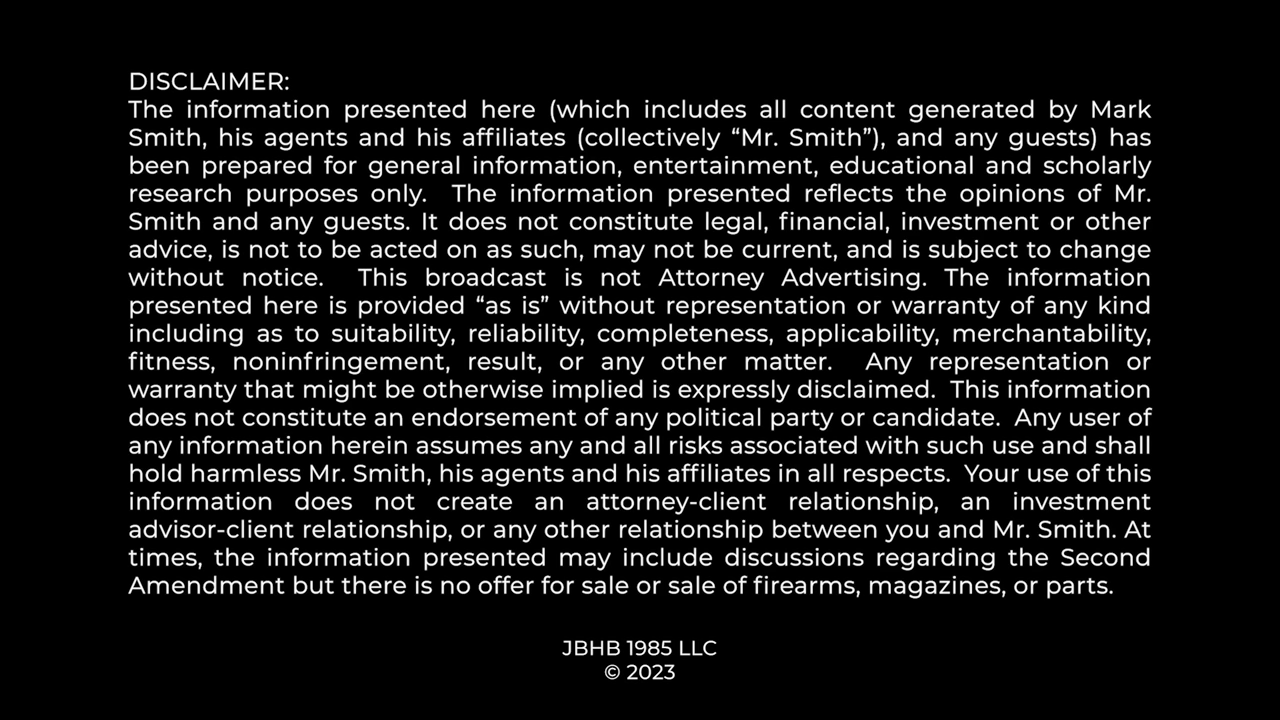 DISCLAIMER:
The information presented here (which includes all content generated by Mark
Smith, his agents and his affiliates (collectively “Mr. Smith”), and any guests) has
been prepared for general information, entertainment, educational and scholarly
research purposes only.  The information presented reflects the opinions of Mr.
Smith and any guests. It does not constitute legal, financial, investment or other
advice, is not to be acted on as such, may not be current, and is subject to change
without notice.  This broadcast is not Attorney Advertising. The information
presented here is provided “as is” without representation or warranty of any kind
including as to suitability, reliability, completeness, applicability, merchantability,
fitness, noninfringement, result, or any other matter.  Any representation or
warranty that might be otherwise implied is expressly disclaimed.  This information
does not constitute an endorsement of any political party or candidate.  Any user of
any information herein assumes any and all risks associated with such use and shall
hold harmless Mr. Smith, his agents and his affiliates in all respects.  Your use of this
information does not create an attorney-client relationship, an investment
advisor-client relationship, or any other relationship between you and Mr. Smith. At
times, the information presented may include discussions regarding the Second
Amendment but there is no offer for sale or sale of firearms, magazines, or parts.
JBHB 1985 LLC
© 2023